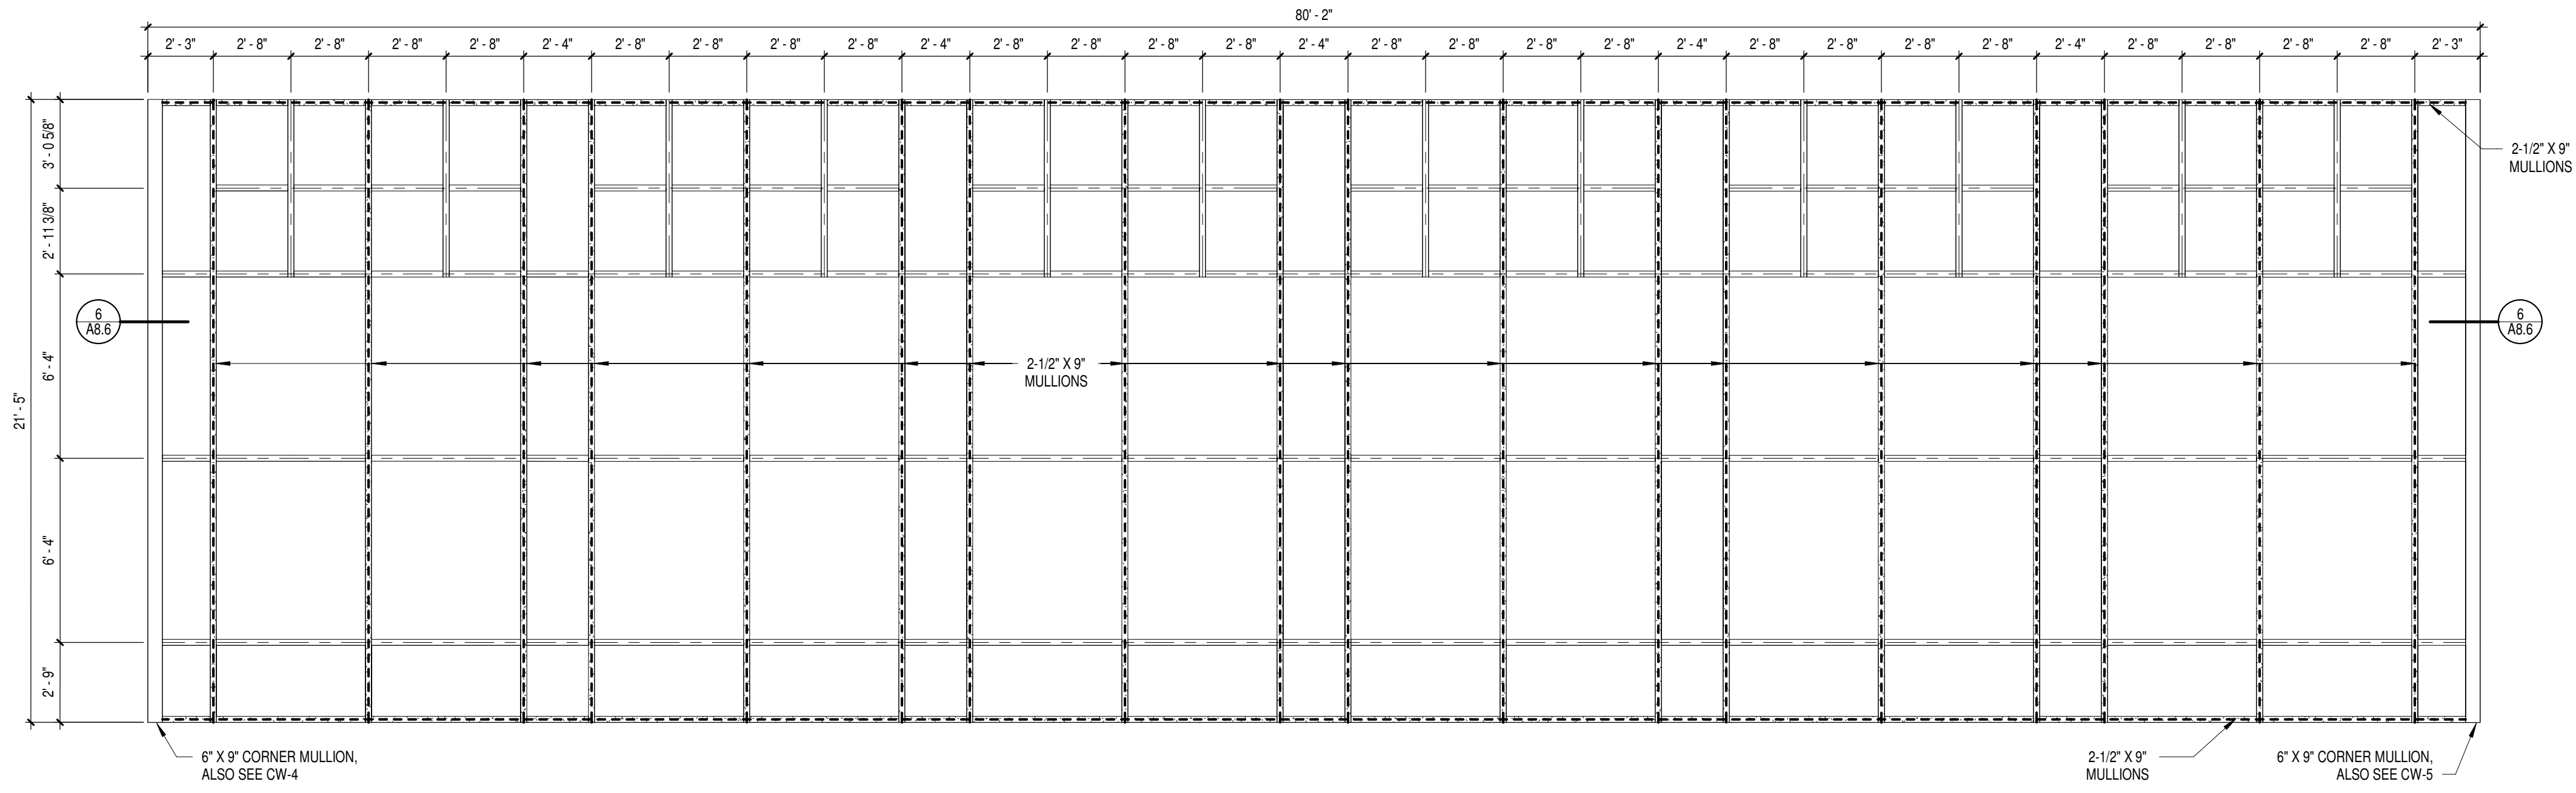 80' - 2"
2' - 3" 2' - 8" 2' - 8" 2' - 8" 2' - 8" 2' - 4" 2' - 8" 2' - 8" 2' - 8" 2' - 8" 2' - 4" 2' - 8" 2' - 8" 2' - 8" 2' - 8" 2' - 4" 2' - 8" 2' - 8" 2' - 8" 2' - 8" 2' - 4" 2' - 8" 2' - 8" 2' - 8" 2' - 8" 2' - 4" 2' - 8" 2' - 8" 2' - 8" 2' - 8" 2' - 3"
3' - 0 5/8"
2' - 11 3/8"
6' - 4"
6' - 4"
2' - 9"
21' - 5"
2-1/2" X 9"
MULLIONS
6
A8.6
6
A8.6
2-1/2" X 9"
MULLIONS
6" X 9" CORNER MULLION,
ALSO SEE CW-4
2-1/2" X 9"
MULLIONS
6" X 9" CORNER MULLION,
ALSO SEE CW-5